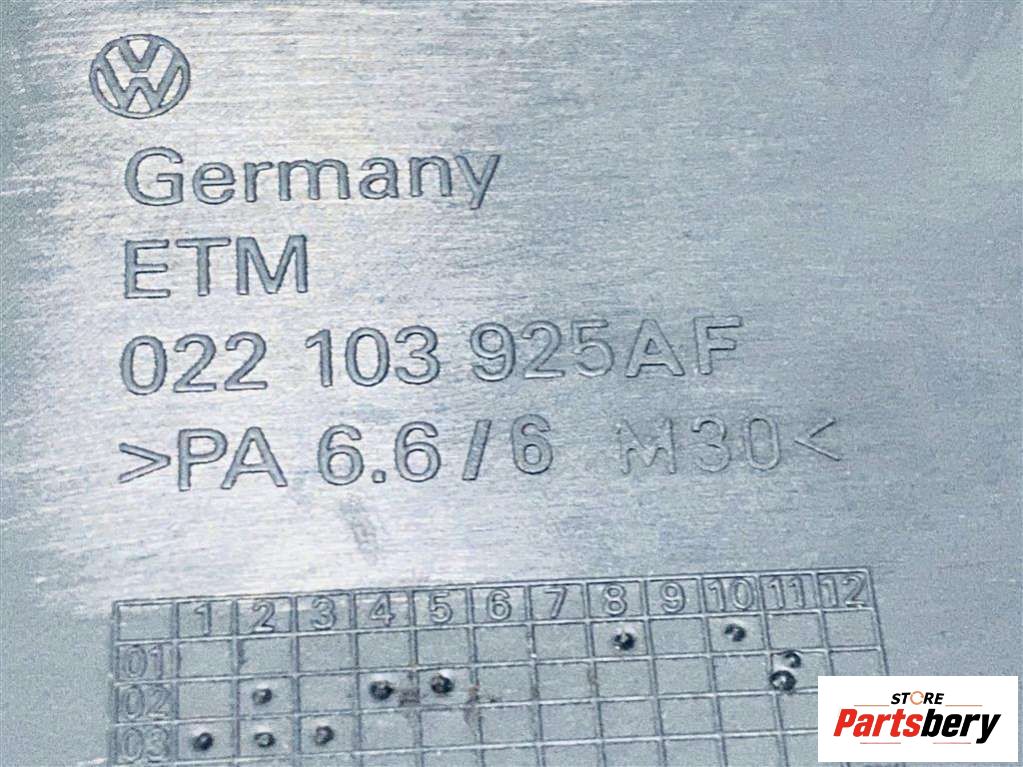 VW
Germany
ETM
022 103 925AF
>PA 6.6/6 M30<
1 2 3 4 5 6 7 8 9 10 11 12
01
02
03
STORE
Partsbery